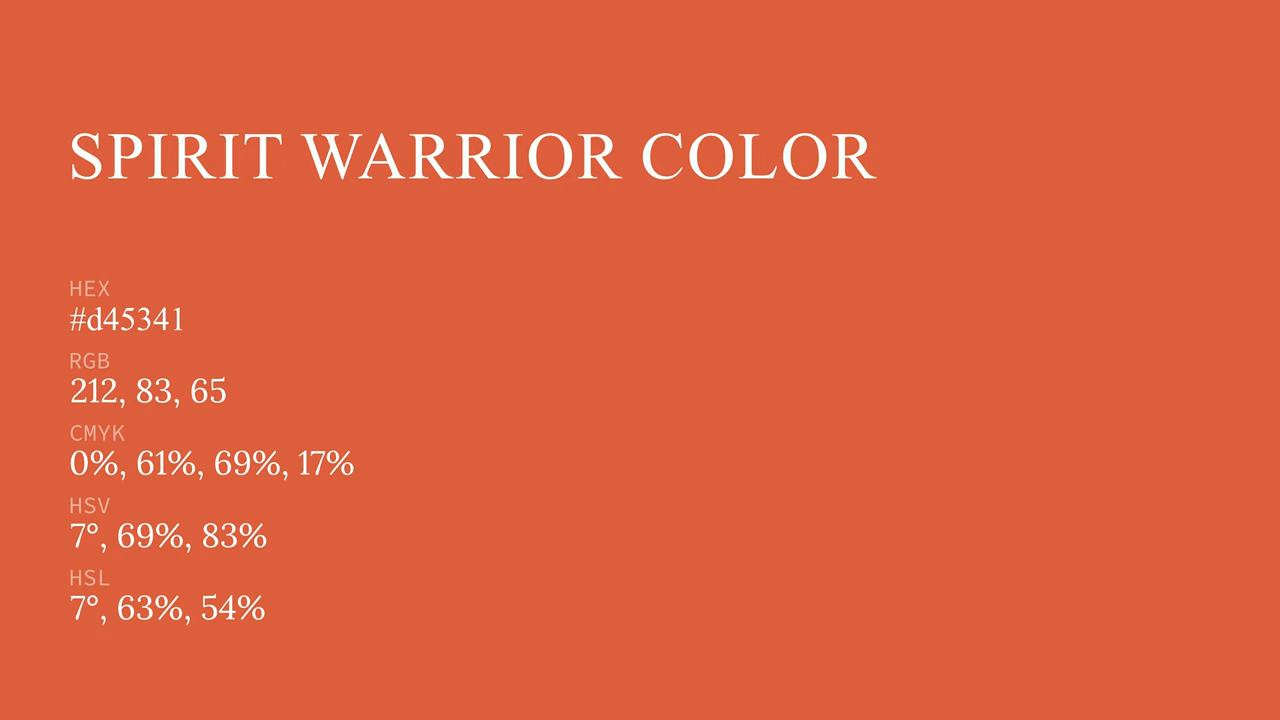 SPIRIT WARRIOR COLOR
HEX
#d45341
RGB
212, 83, 65
CMYK
0%, 61%, 69%, 17%
HSV
7°, 69%, 83%
HSL
7°, 63%, 54%